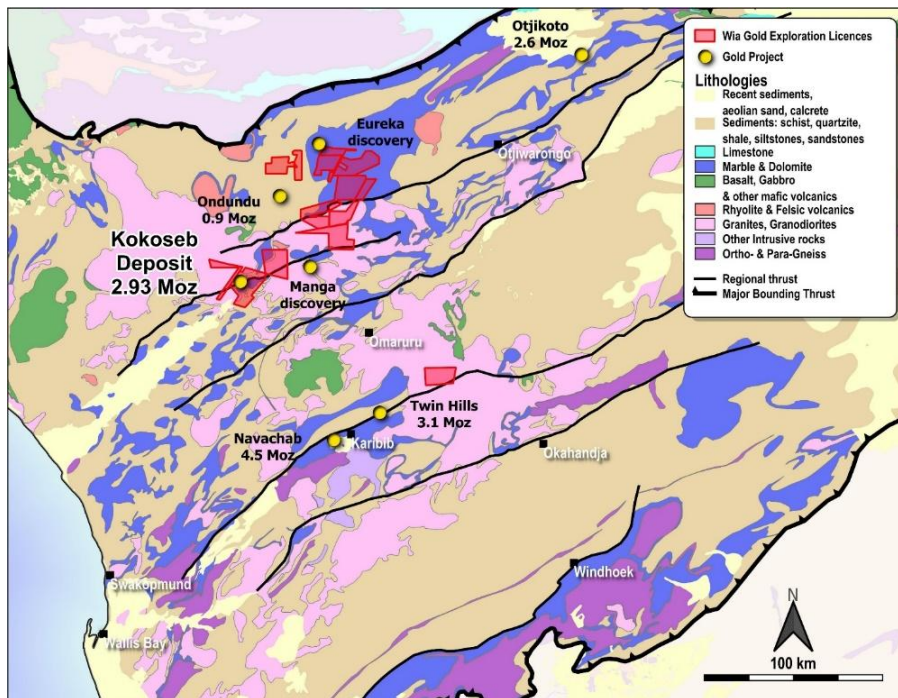 Otjikoto
2.6 Moz
Eureka
discovery
Otjiwarongo
Ondundu
0.9 Moz
Kokoseb
Deposit
2.93 Moz
Manga
discovery
Omaruru
Twin Hills
3.1 Moz
Navachab
4.5 Moz
Karibib
Okahandja
Windhoek
Swakopmund
Wallis Bay
Wia Gold Exploration Licences
Gold Project
Lithologies
Recent sediments,
aeolian sand, calcrete
Sediments: schist, quartzite,
shale, siltstones, sandstones
Limestone
Marble & Dolomite
Basalt, Gabbro
& other mafic volcanics
Rhyolite & Felsic volcanics
Granites, Granodiorites
Other Intrusive rocks
Ortho- & Para-Gneiss
Regional thrust
Major Bounding Thrust
N
100 km